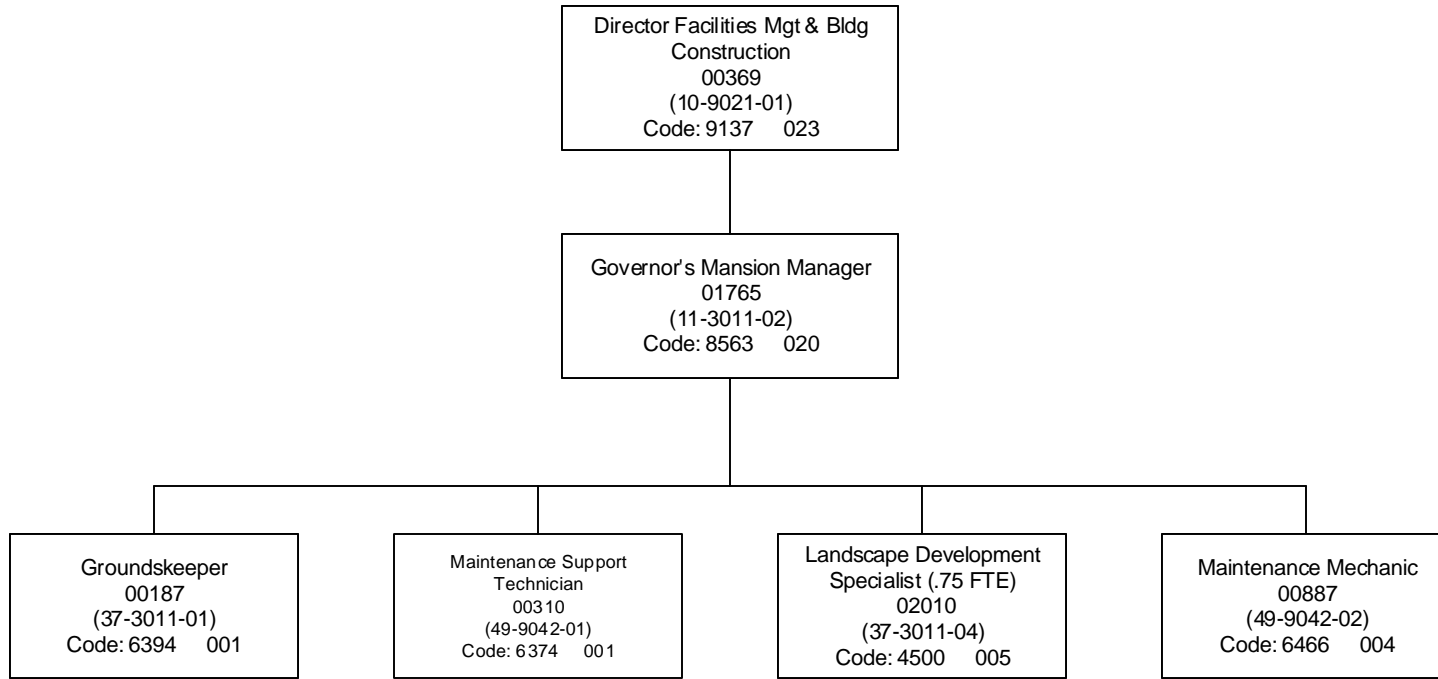 Director Facilities Mgt & Bldg
Construction
00369
(10-9021-01)
Code: 9137 023
Governor's Mansion Manager
01765
(11-3011-02)
Code: 8563 020
Groundskeeper
00187
(37-3011-01)
Code: 6394 001
Maintenance Support
Technician
00310
(49-9042-01)
Code: 6374 001
Landscape Development
Specialist (.75 FTE)
02010
(37-3011-04)
Code: 4500 005
Maintenance Mechanic
00887
(49-9042-02)
Code: 6466 004